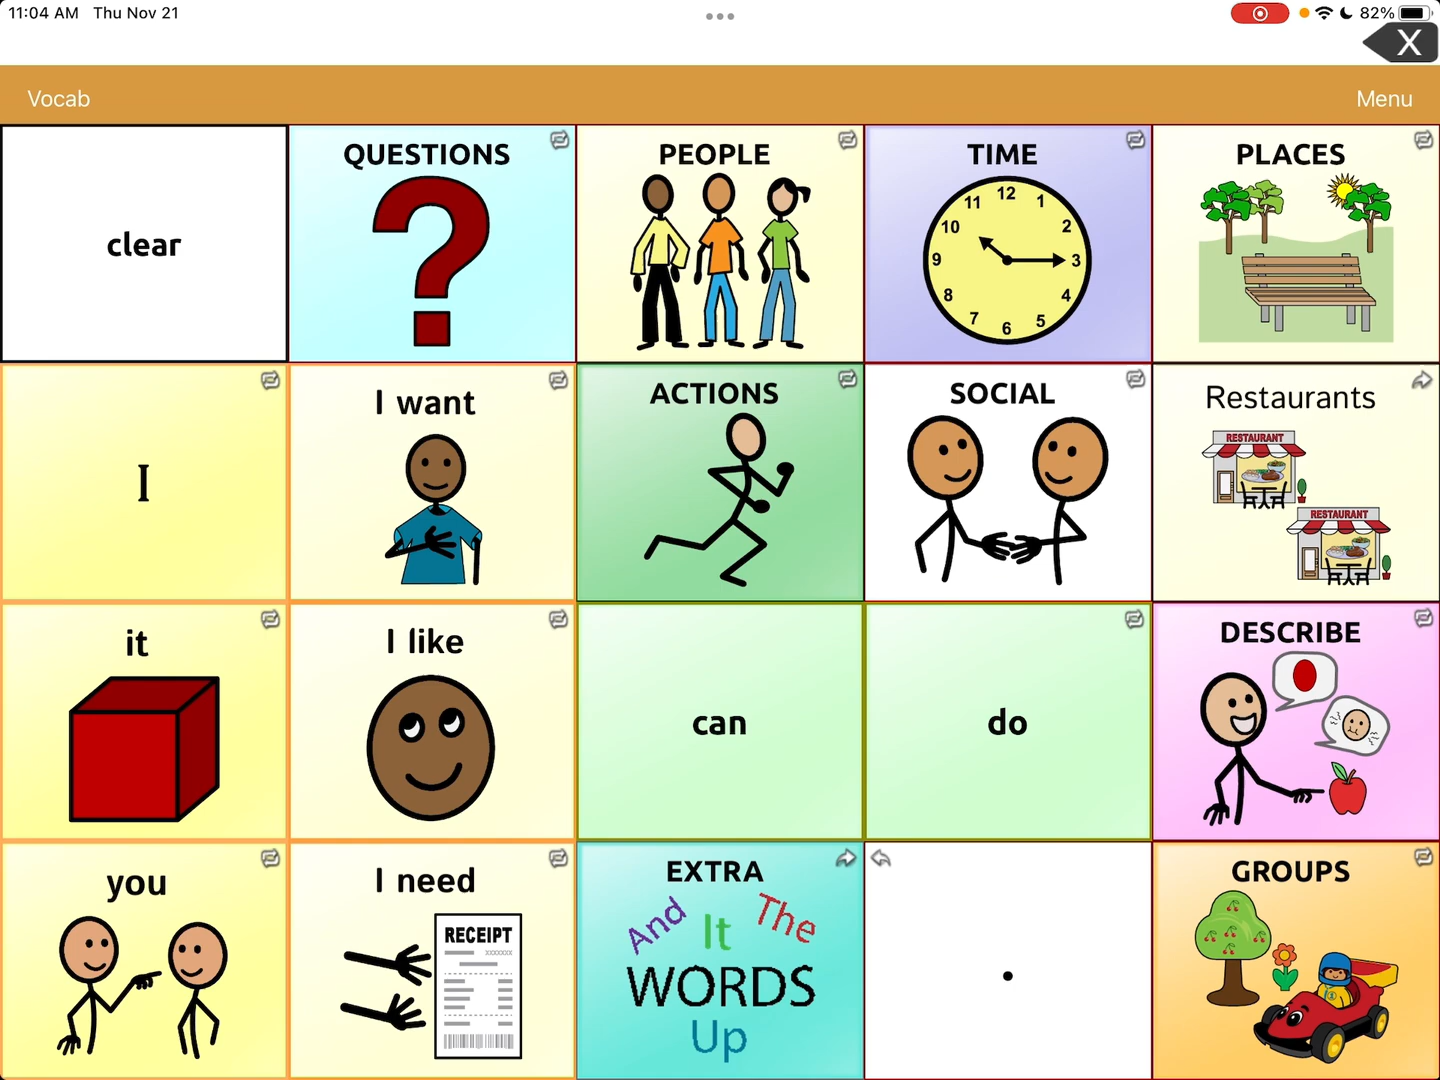 11:04 AM Thu Nov 21
82%
X
Vocab
Menu
clear
QUESTIONS
?
PEOPLE
TIME
12
11
1
10
2
9
3
8
4
7
5
6
PLACES
I
I want
ACTIONS
SOCIAL
Restaurants
RESTAURANT
RESTAURANT
it
I like
can
do
DESCRIBE
you
I need
RECEIPT
XXXXXXX
EXTRA
And
It
The
WORDS
Up
.
GROUPS